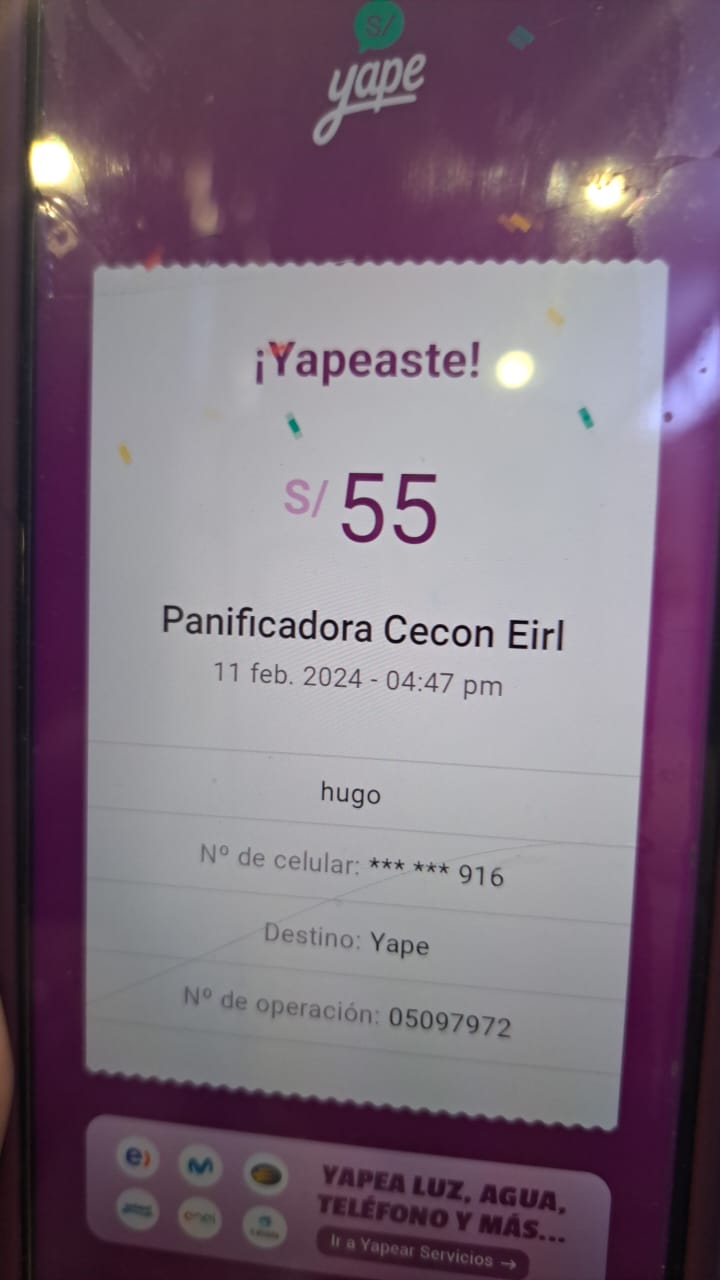 S/
yape
¡Yapeaste!
S/ 55
Panificadora Cecon Eirl
11 feb. 2024 - 04:47 pm
hugo
Nº de celular: *** *** 916
Destino: Yape
Nº de operación: 05097972
e)
enel
YAPEA LUZ, AGUA,
TELÉFONO Y MÁS...
Ir a Yapear Servicios →